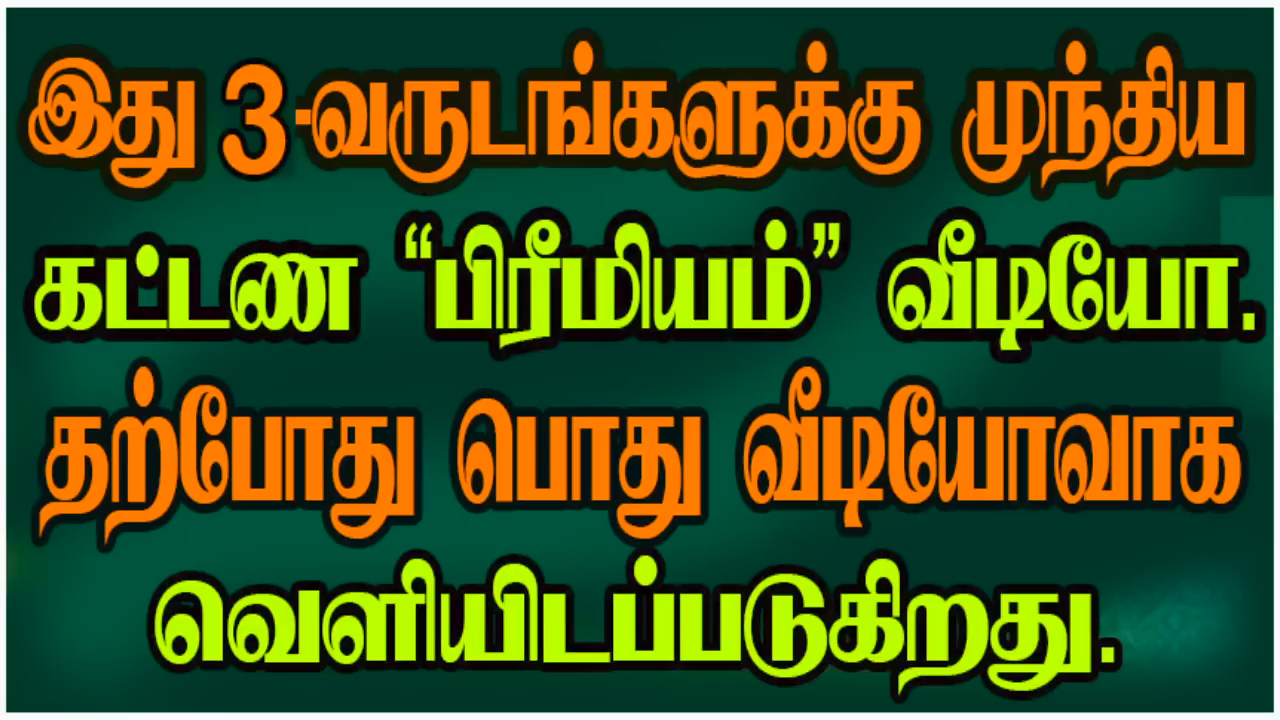 இது 3-வருடங்களுக்கு முந்திய
கட்டண “பிரீமியம்” வீடியோ.
தற்போது பொது வீடியோவாக
வெளியிடப்படுகிறது.